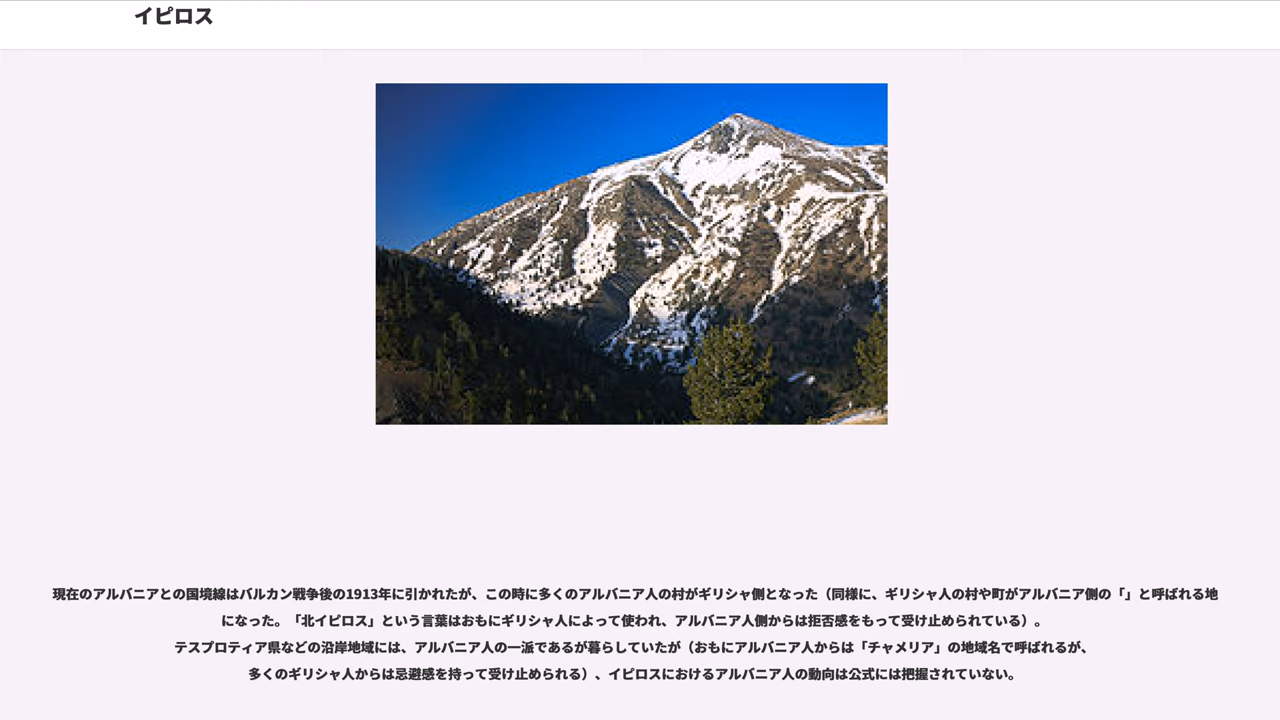 イピロス
現在のアルバニアとの国境線はバルカン戦争後の1913年に引かれたが、この時に多くのアルバニア人の村がギリシャ側となった（同様に、ギリシャ人の村や町がアルバニア側の「」と呼ばれる地
になった。「北イピロス」という言葉はおもにギリシャ人によって使われ、アルバニア人側からは拒否感をもって受け止められている）。
テスプロティア県などの沿岸地域には、アルバニア人の一派であるが暮らしていたが（おもにアルバニア人からは「チャメリア」の地域名で呼ばれるが、
多くのギリシャ人からは忌避感を持って受け止められる）、イピロスにおけるアルバニア人の動向は公式には把握されていない。